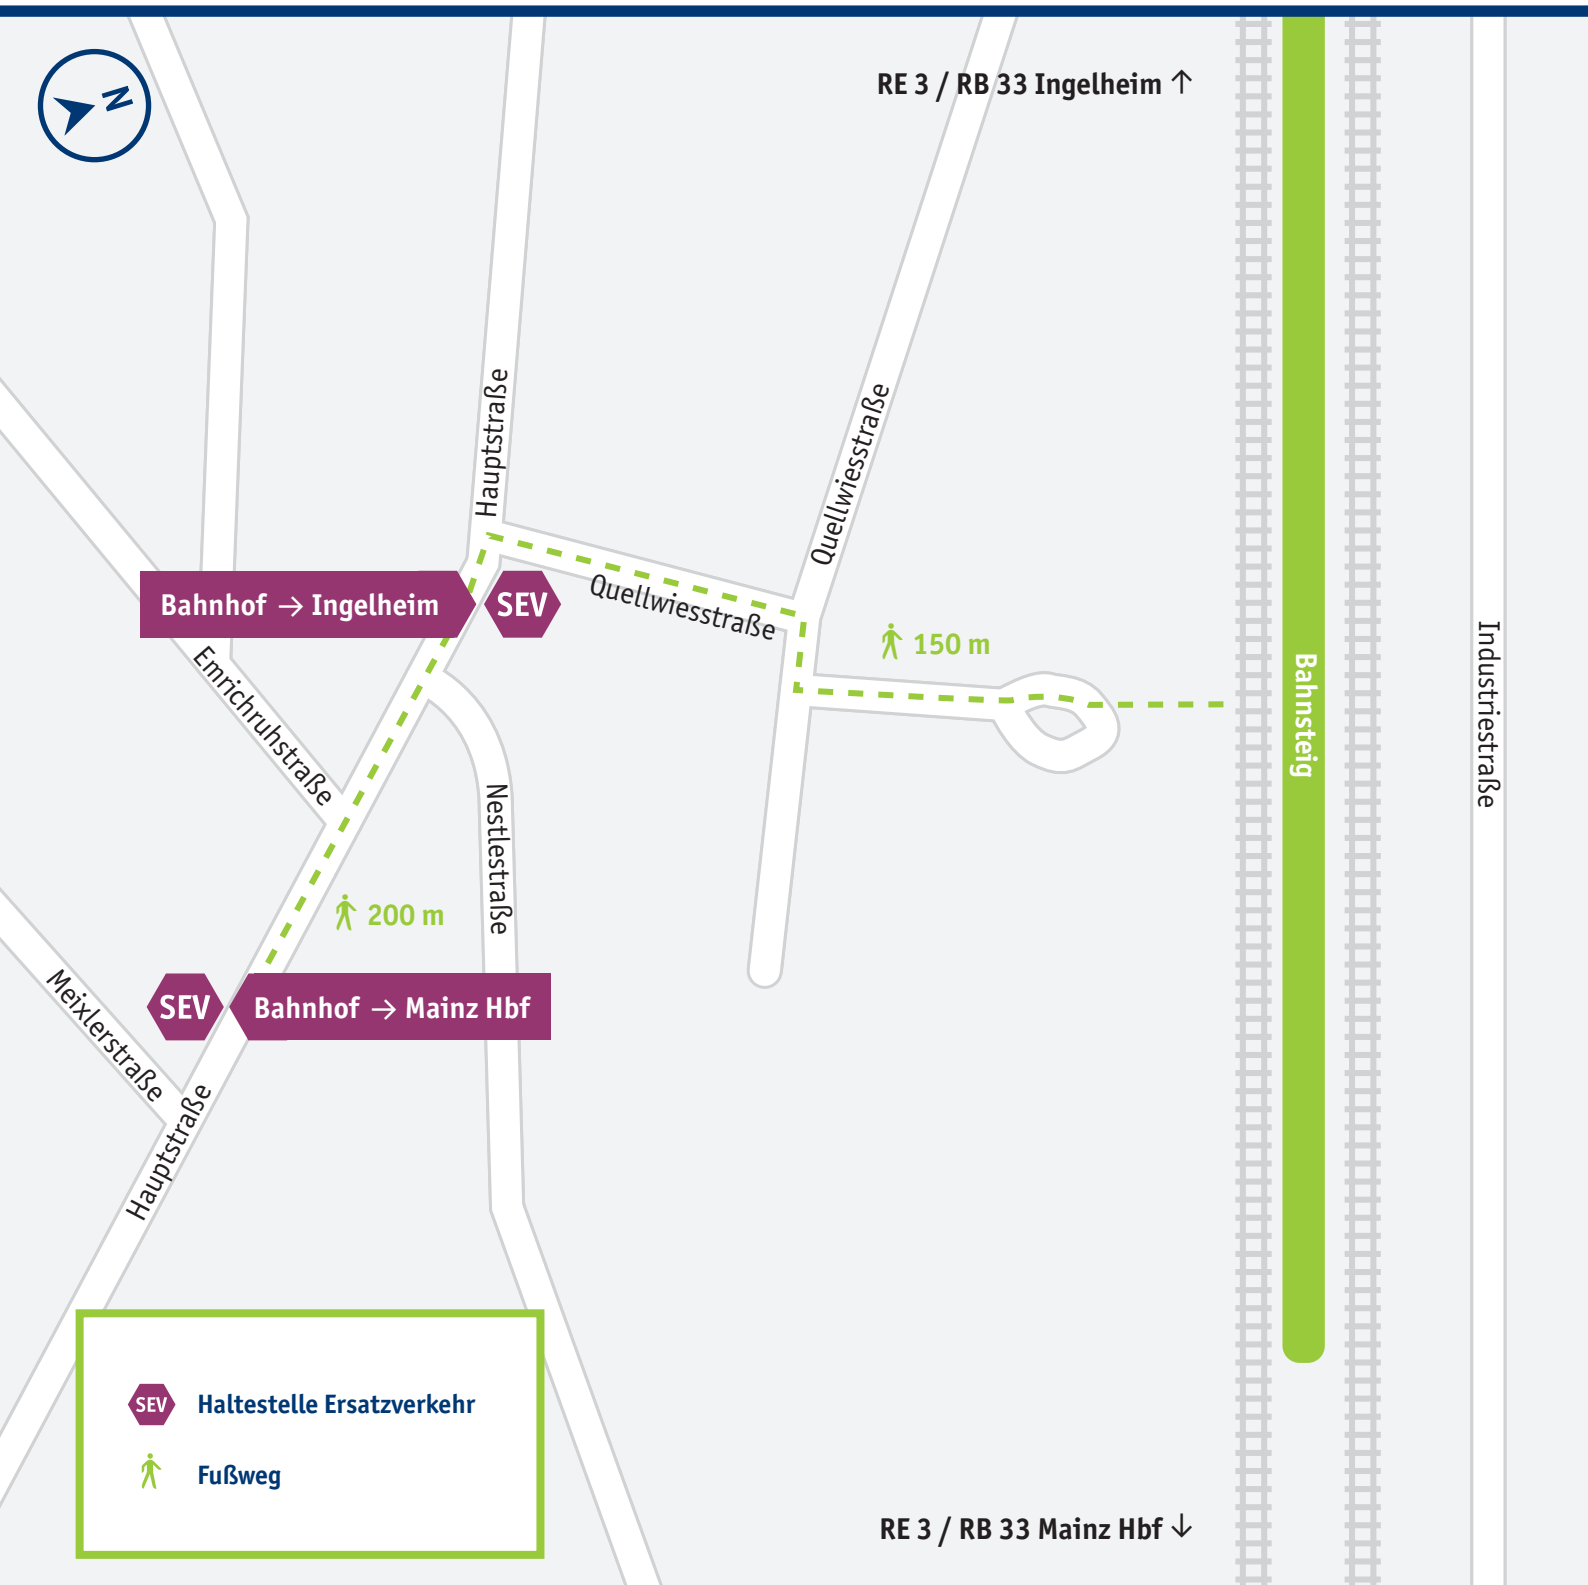 N
RE 3 / RB 33 Ingelheim ↑
Hauptstraße
Quellwiesstraße
Bahnhof → Ingelheim
SEV
Quellwiesstraße
150 m
Emrichruhstraße
Bahnsteig
Industriestraße
Nestlestraße
200 m
SEV
Bahnhof → Mainz Hbf
Meixlerstraße
Hauptstraße
SEV Haltestelle Ersatzverkehr
Fußweg
RE 3 / RB 33 Mainz Hbf ↓